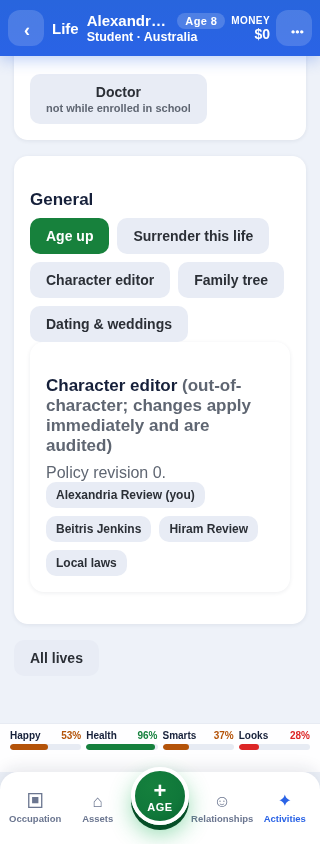 ‹ Life Alexandr... Age 8 MONEY
Student · Australia $0
Doctor
not while enrolled in school
General
Age up Surrender this life
Character editor Family tree
Dating & weddings
Character editor (out-of-
character; changes apply
immediately and are
audited)
Policy revision 0.
Alexandria Review (you)
Beitris Jenkins Hiram Review
Local laws
All lives
Happy 53% Health 96% Smarts 37% Looks 28%
+
AGE
Occupation Assets Relationships Activities